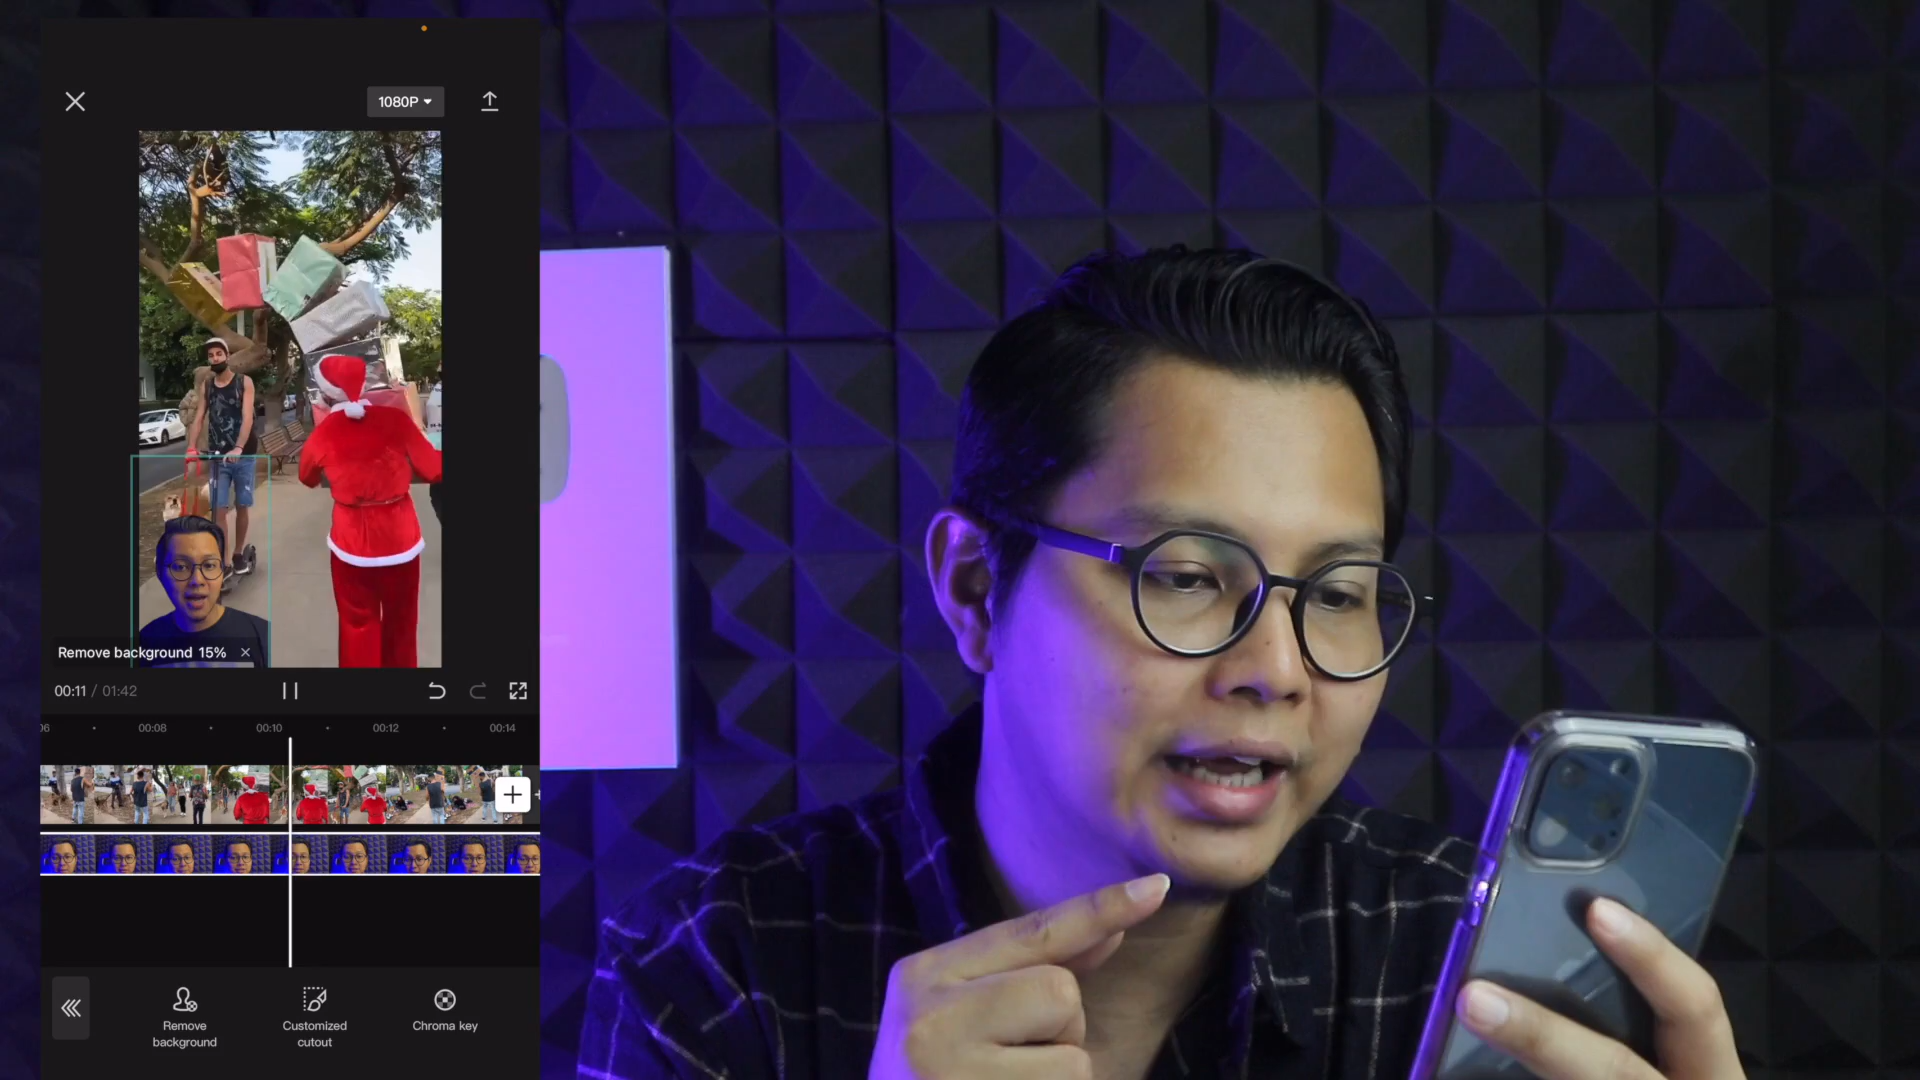 1080P
Remove background 15%
00:11 / 01:42
06
00:08
00:10
00:12
00:14
Remove
background
Customized
cutout
Chroma key